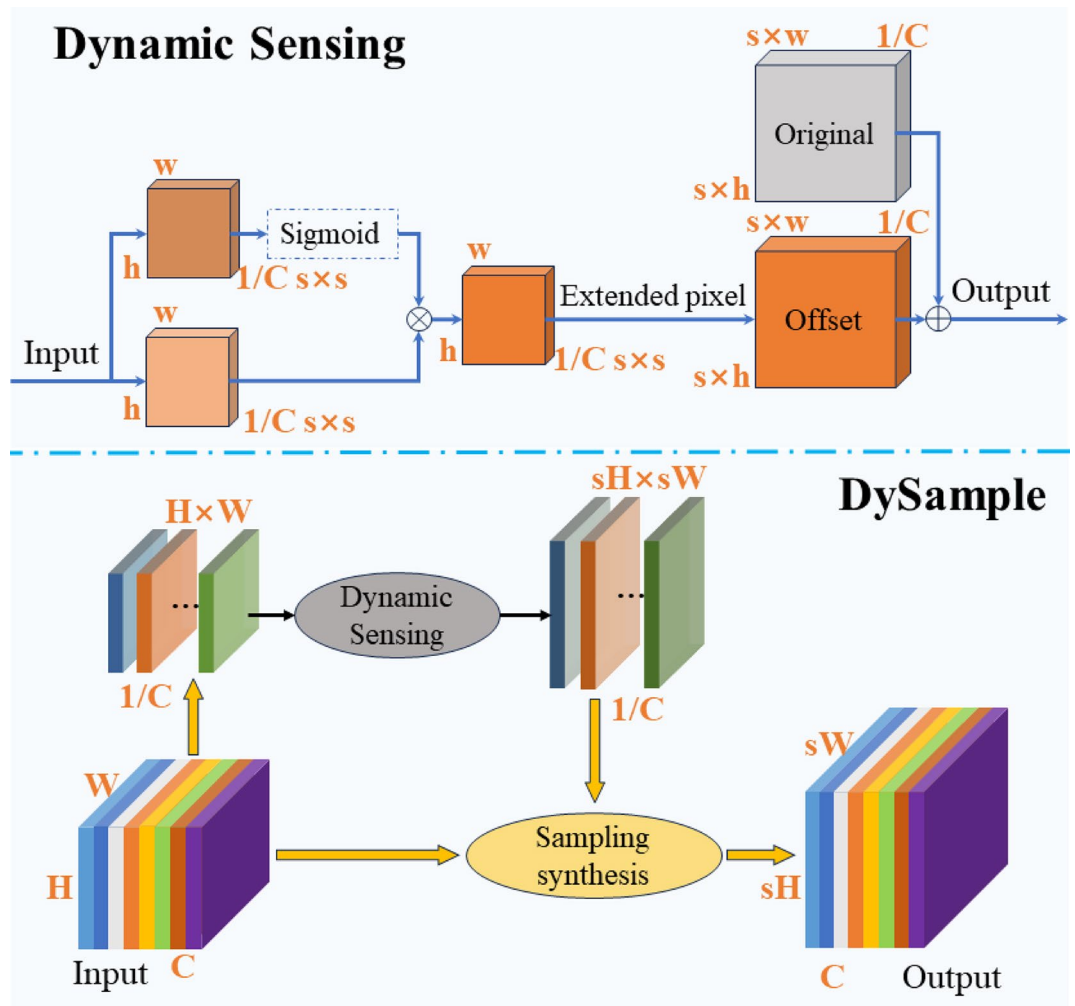 Dynamic Sensing
s×w
1/C
Original
s×h
w
h
Sigmoid
1/C s×s
Input
w
h
1/C s×s
w
h
1/C s×s
Extended pixel
s×w
1/C
Offset
s×h
Output
DySample
H×W
...
1/C
Dynamic
Sensing
sH×sW
...
1/C
W
H
C
Input
Sampling
synthesis
sW
sH
C
Output